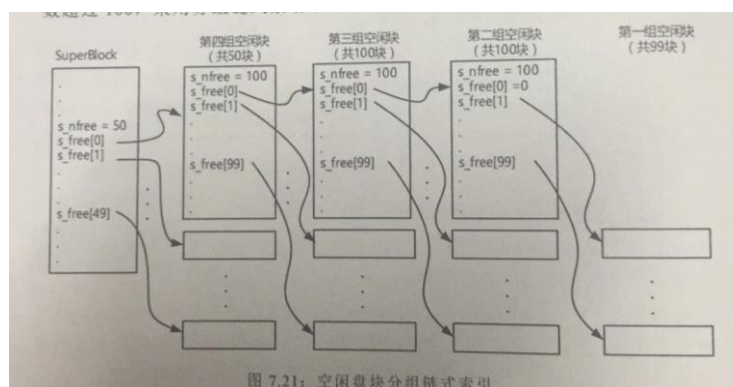 SuperBlock
s_nfree = 50
s_free[0]
s_free[1]
s_free[49]
第四组空闲块
（共50块）
s_nfree = 100
s_free[0]
s_free[1]
s_free[99]
第三组空闲块
（共100块）
s_nfree = 100
s_free[0]
s_free[1]
s_free[99]
第二组空闲块
（共100块）
s_nfree = 100
s_free[0] =0
s_free[1]
s_free[99]
第一组空闲块
（共99块）
图 7.21：空闲盘块分组链式索引